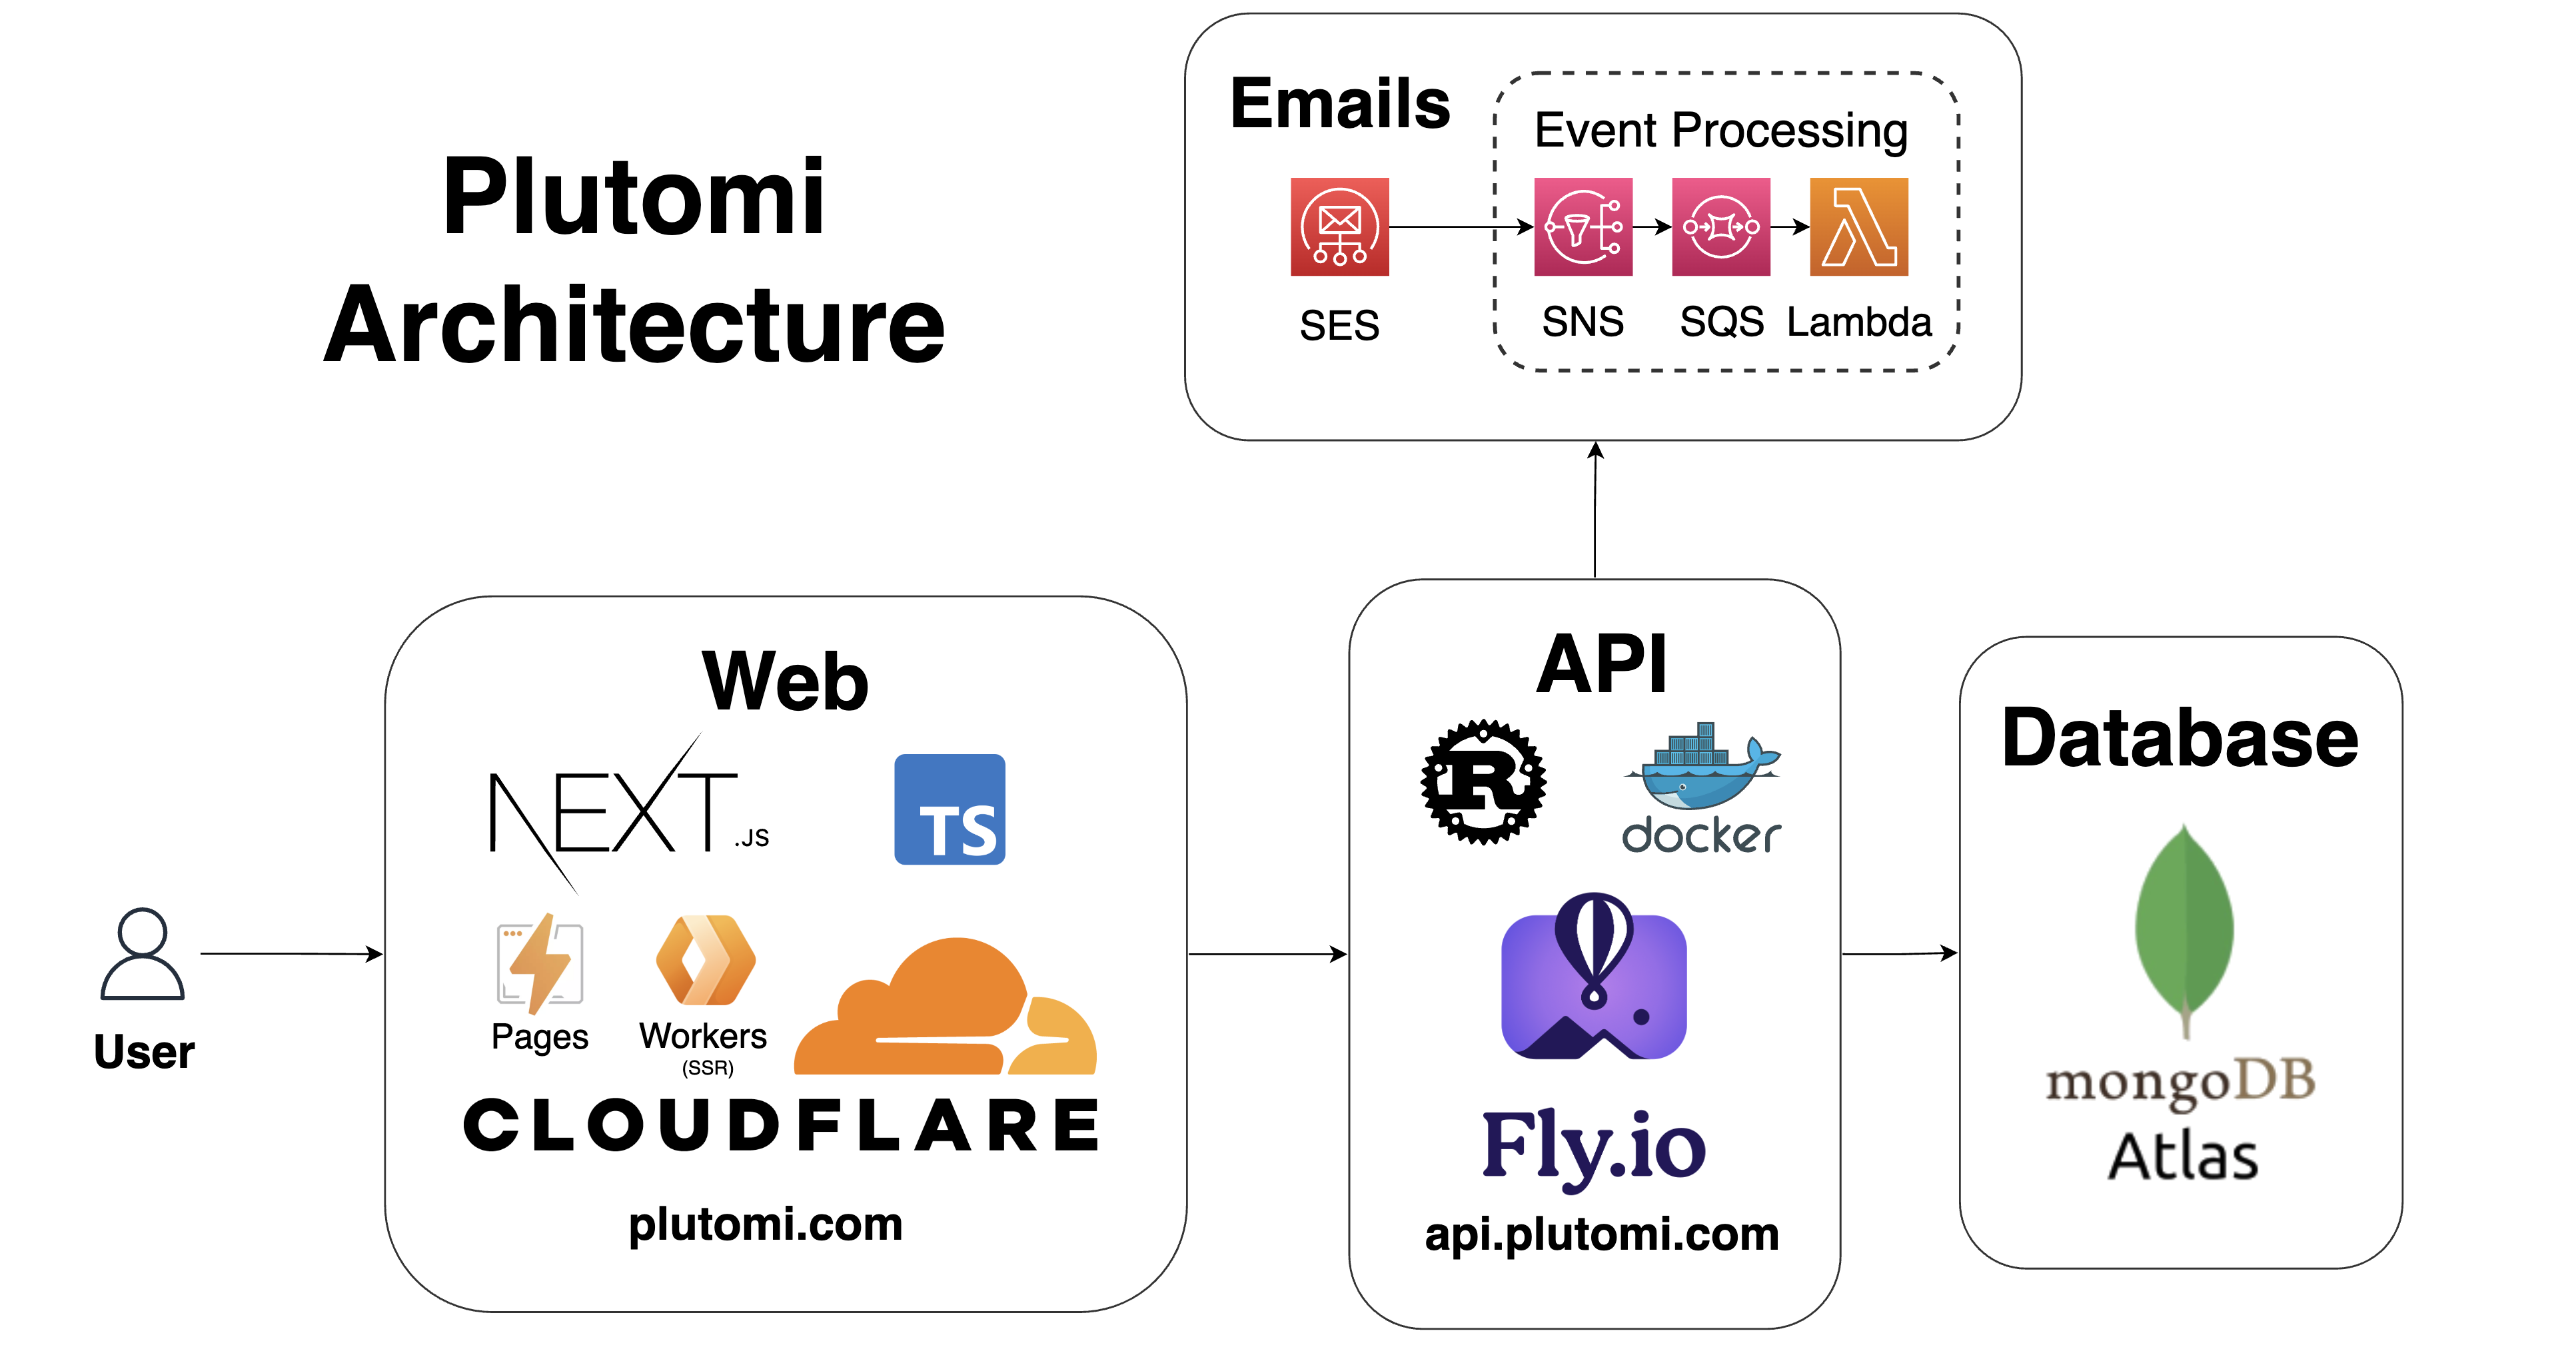 Plutomi
Architecture
Emails
Event Processing
SES
SNS
SQS
Lambda
User
Web
NEXT.JS
TS
Pages
Workers
(SSR)
CLOUDFLARE
plutomi.com
API
R
docker
Fly.io
api.plutomi.com
Database
mongoDB
Atlas